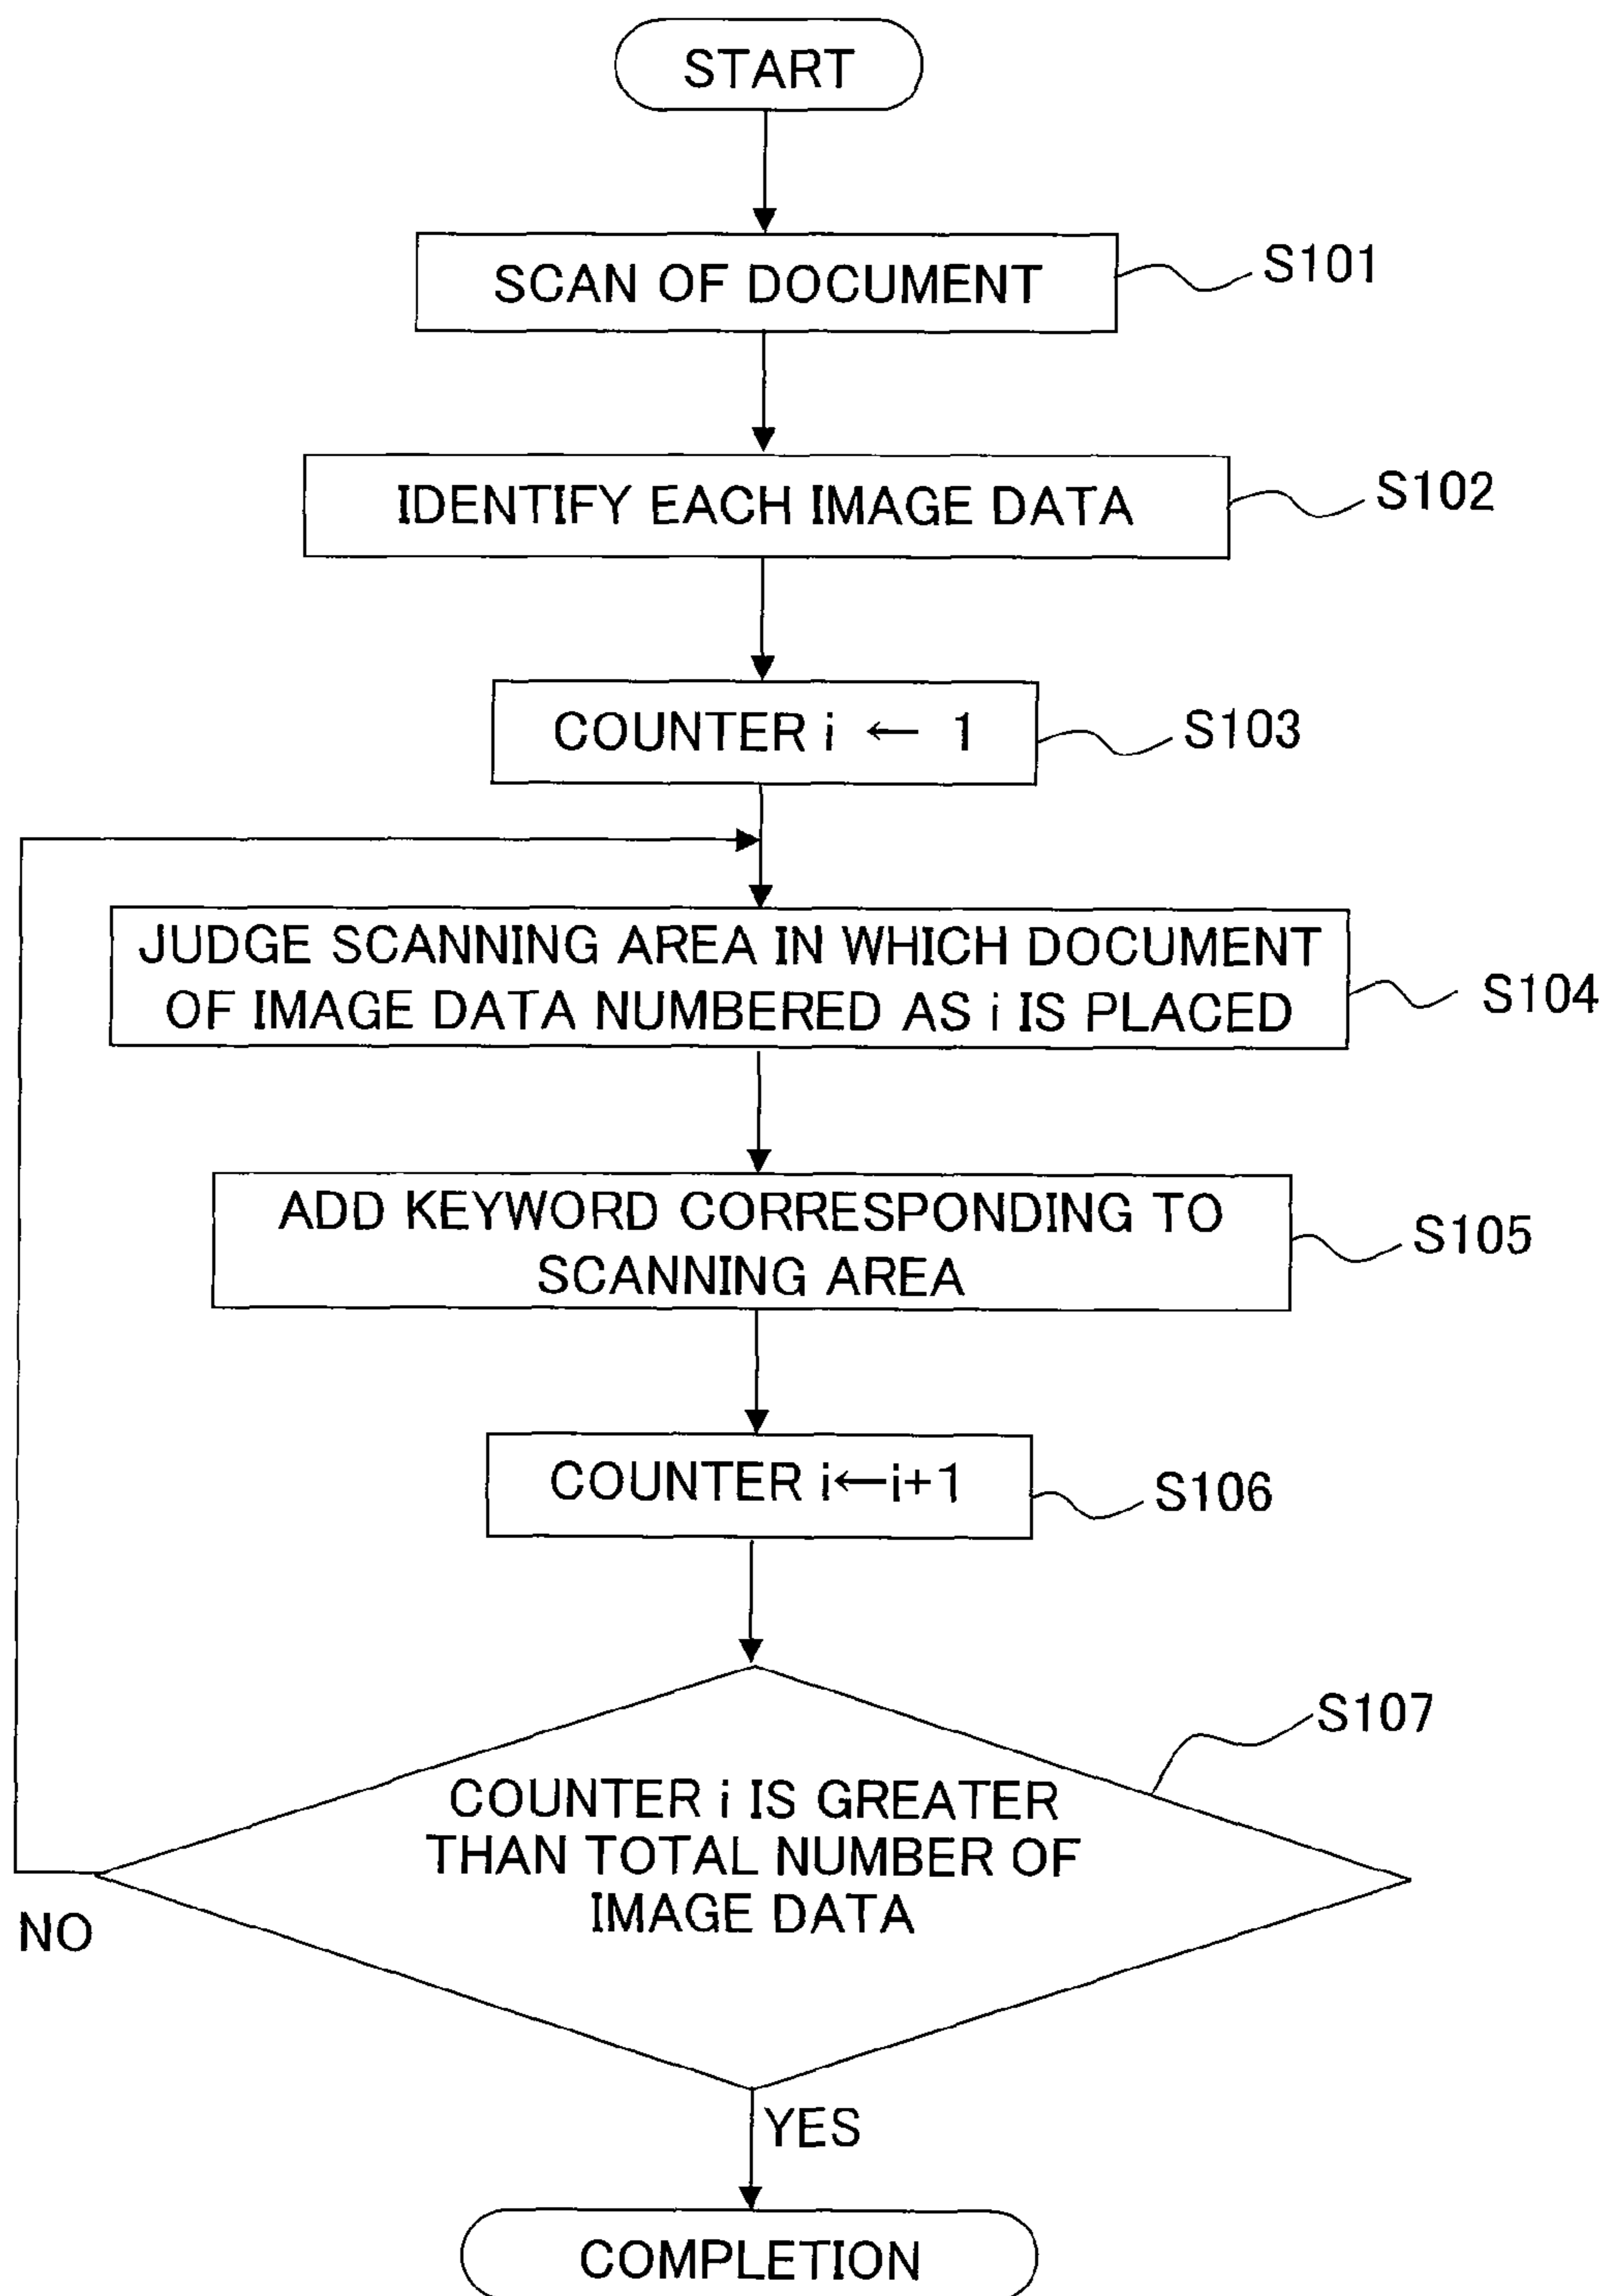 START
SCAN OF DOCUMENT
S101
IDENTIFY EACH IMAGE DATA
S102
COUNTER i ← 1
S103
JUDGE SCANNING AREA IN WHICH DOCUMENT
OF IMAGE DATA NUMBERED AS i IS PLACED
S104
ADD KEYWORD CORRESPONDING TO
SCANNING AREA
S105
COUNTER i←i+1
S106
S107
COUNTER i IS GREATER
THAN TOTAL NUMBER OF
IMAGE DATA
NO
YES
COMPLETION